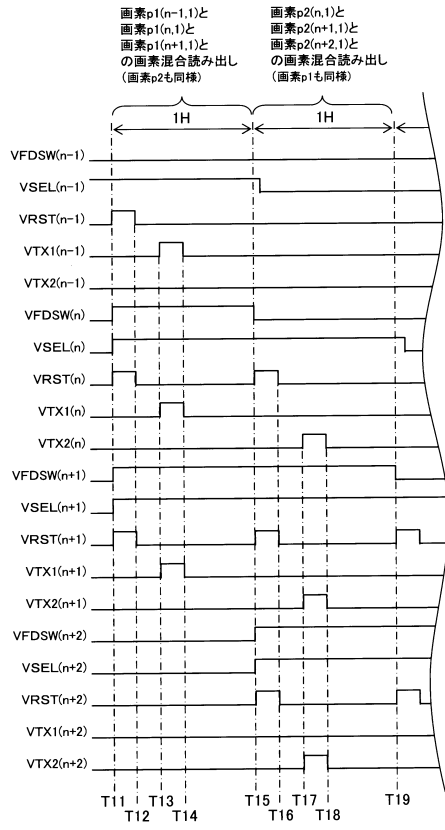 画素p1(n-1,1)と
画素p1(n,1)と
画素p1(n+1,1)と
の画素混合読み出し
(画素p2も同様)
画素p2(n,1)と
画素p2(n+1,1)と
画素p2(n+2,1)と
の画素混合読み出し
(画素p1も同様)
1H
1H
VFDSW(n-1)
VSEL(n-1)
VRST(n-1)
VTX1(n-1)
VTX2(n-1)
VFDSW(n)
VSEL(n)
VRST(n)
VTX1(n)
VTX2(n)
VFDSW(n+1)
VSEL(n+1)
VRST(n+1)
VTX1(n+1)
VTX2(n+1)
VFDSW(n+2)
VSEL(n+2)
VRST(n+2)
VTX1(n+2)
VTX2(n+2)
T11 T13 T15 T17 T19
T12 T14 T16 T18